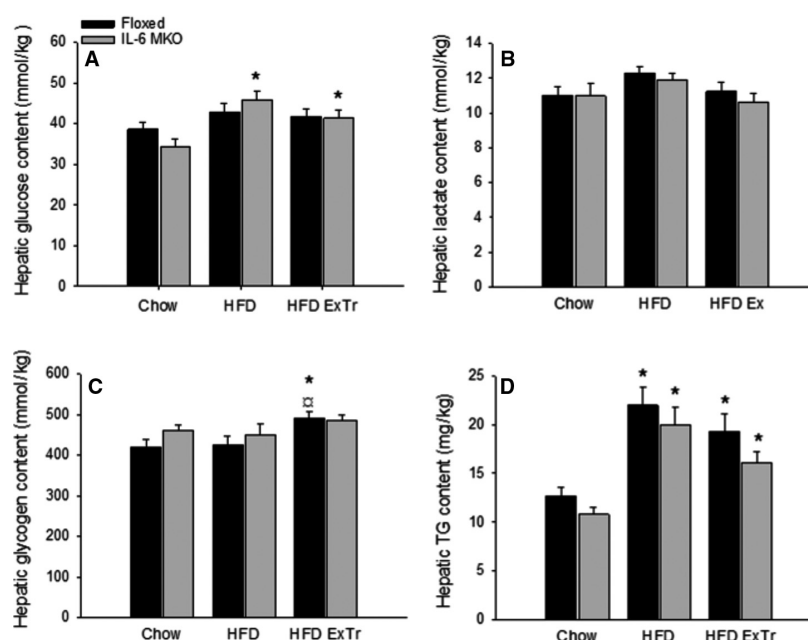 Floxed
IL-6 MKO
A
Hepatic glucose content (mmol/kg)
60
50
40
30
20
10
0
*
*
Chow HFD HFD ExTr
B
Hepatic lactate content (mmol/kg)
14
12
10
8
6
4
2
0
Chow HFD HFD Ex
C
Hepatic glycogen content (mmol/kg)
600
500
400
300
200
100
0
*
¤
Chow HFD HFD ExTr
D
Hepatic TG content (mg/kg)
25
20
15
10
5
0
*
*
*
*
Chow HFD HFD ExTr